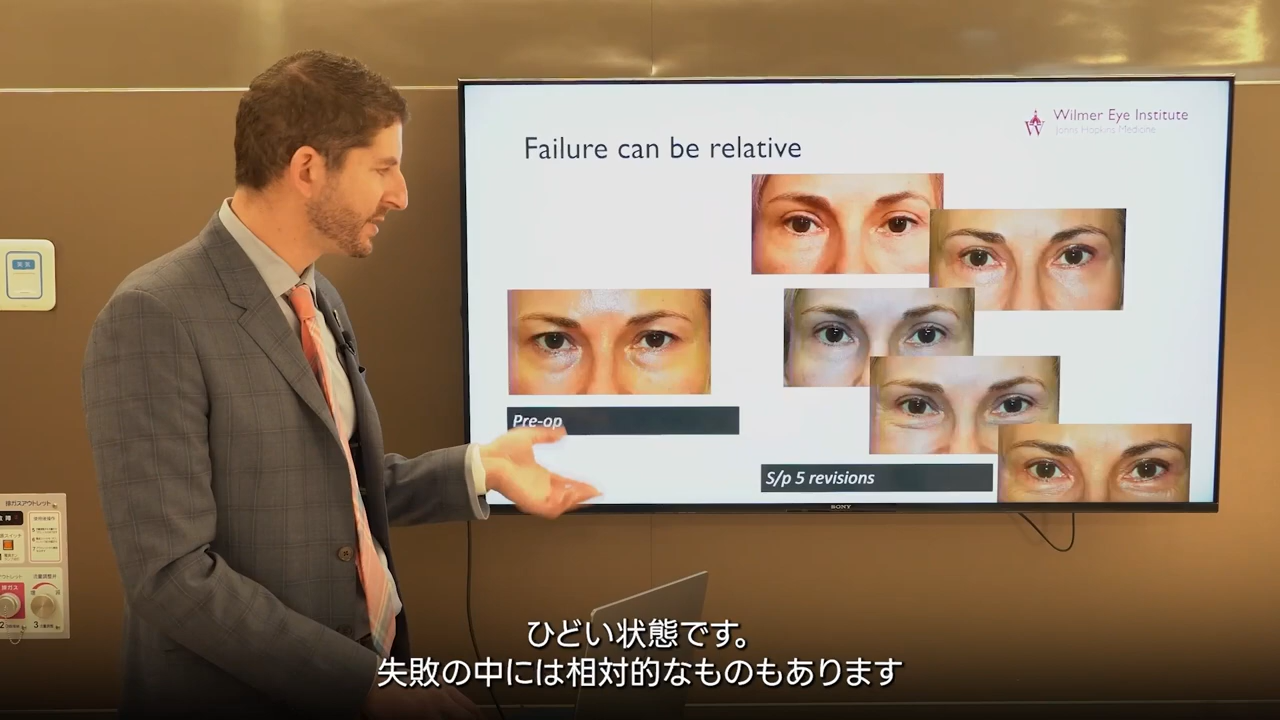 Wilmer Eye Institute
Johns Hopkins Medicine
Failure can be relative
Pre-op
S/p 5 revisions
SONY
ひどい状態です。
失敗の中には相対的なものもあります